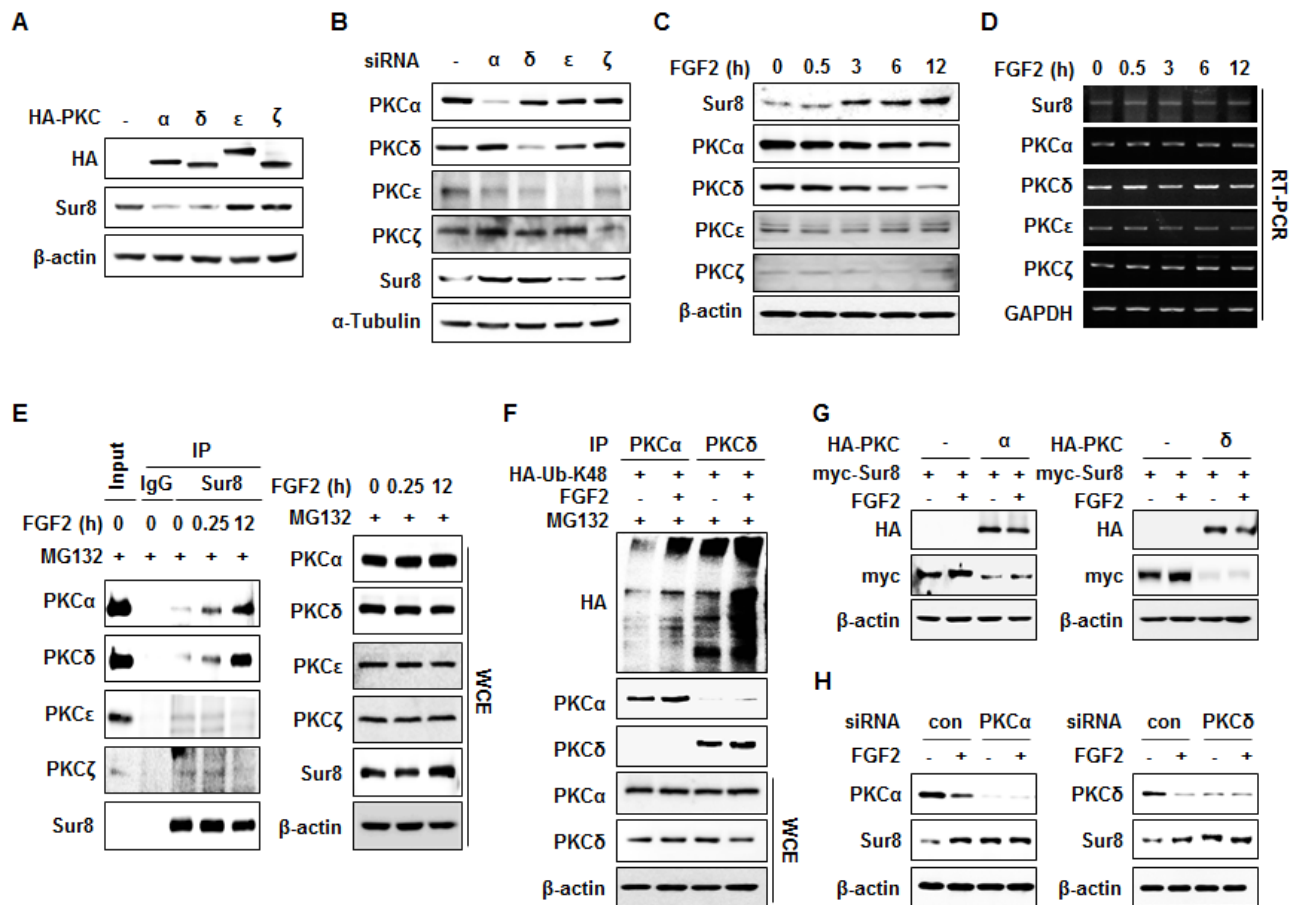 A
HA-PKC - α δ ε ζ
HA
Sur8
β-actin
B
siRNA - α δ ε ζ
PKCα
PKCδ
PKCε
PKCζ
Sur8
α-Tubulin
C
FGF2 (h) 0 0.5 3 6 12
Sur8
PKCα
PKCδ
PKCε
PKCζ
β-actin
D
FGF2 (h) 0 0.5 3 6 12
Sur8
PKCα
PKCδ
PKCε
PKCζ
GAPDH
RT-PCR
E
IP
Input IgG Sur8
FGF2 (h) 0 0 0 0.25 12
MG132 + + + + +
PKCα
PKCδ
PKCε
PKCζ
Sur8
FGF2 (h) 0 0.25 12
MG132 + + +
PKCα
PKCδ
PKCε
PKCζ
Sur8
β-actin
WCE
F
IP PKCα PKCδ
HA-Ub-K48 + + + +
FGF2 - + - +
MG132 + + + +
HA
PKCα
PKCδ
PKCα
PKCδ
β-actin
WCE
G
HA-PKC - α
myc-Sur8 + + + +
FGF2 - + - +
HA
myc
β-actin
HA-PKC - δ
myc-Sur8 + + + +
FGF2 - + - +
HA
myc
β-actin
H
siRNA con PKCα
FGF2 - + - +
PKCα
Sur8
β-actin
siRNA con PKCδ
FGF2 - + - +
PKCδ
Sur8
β-actin